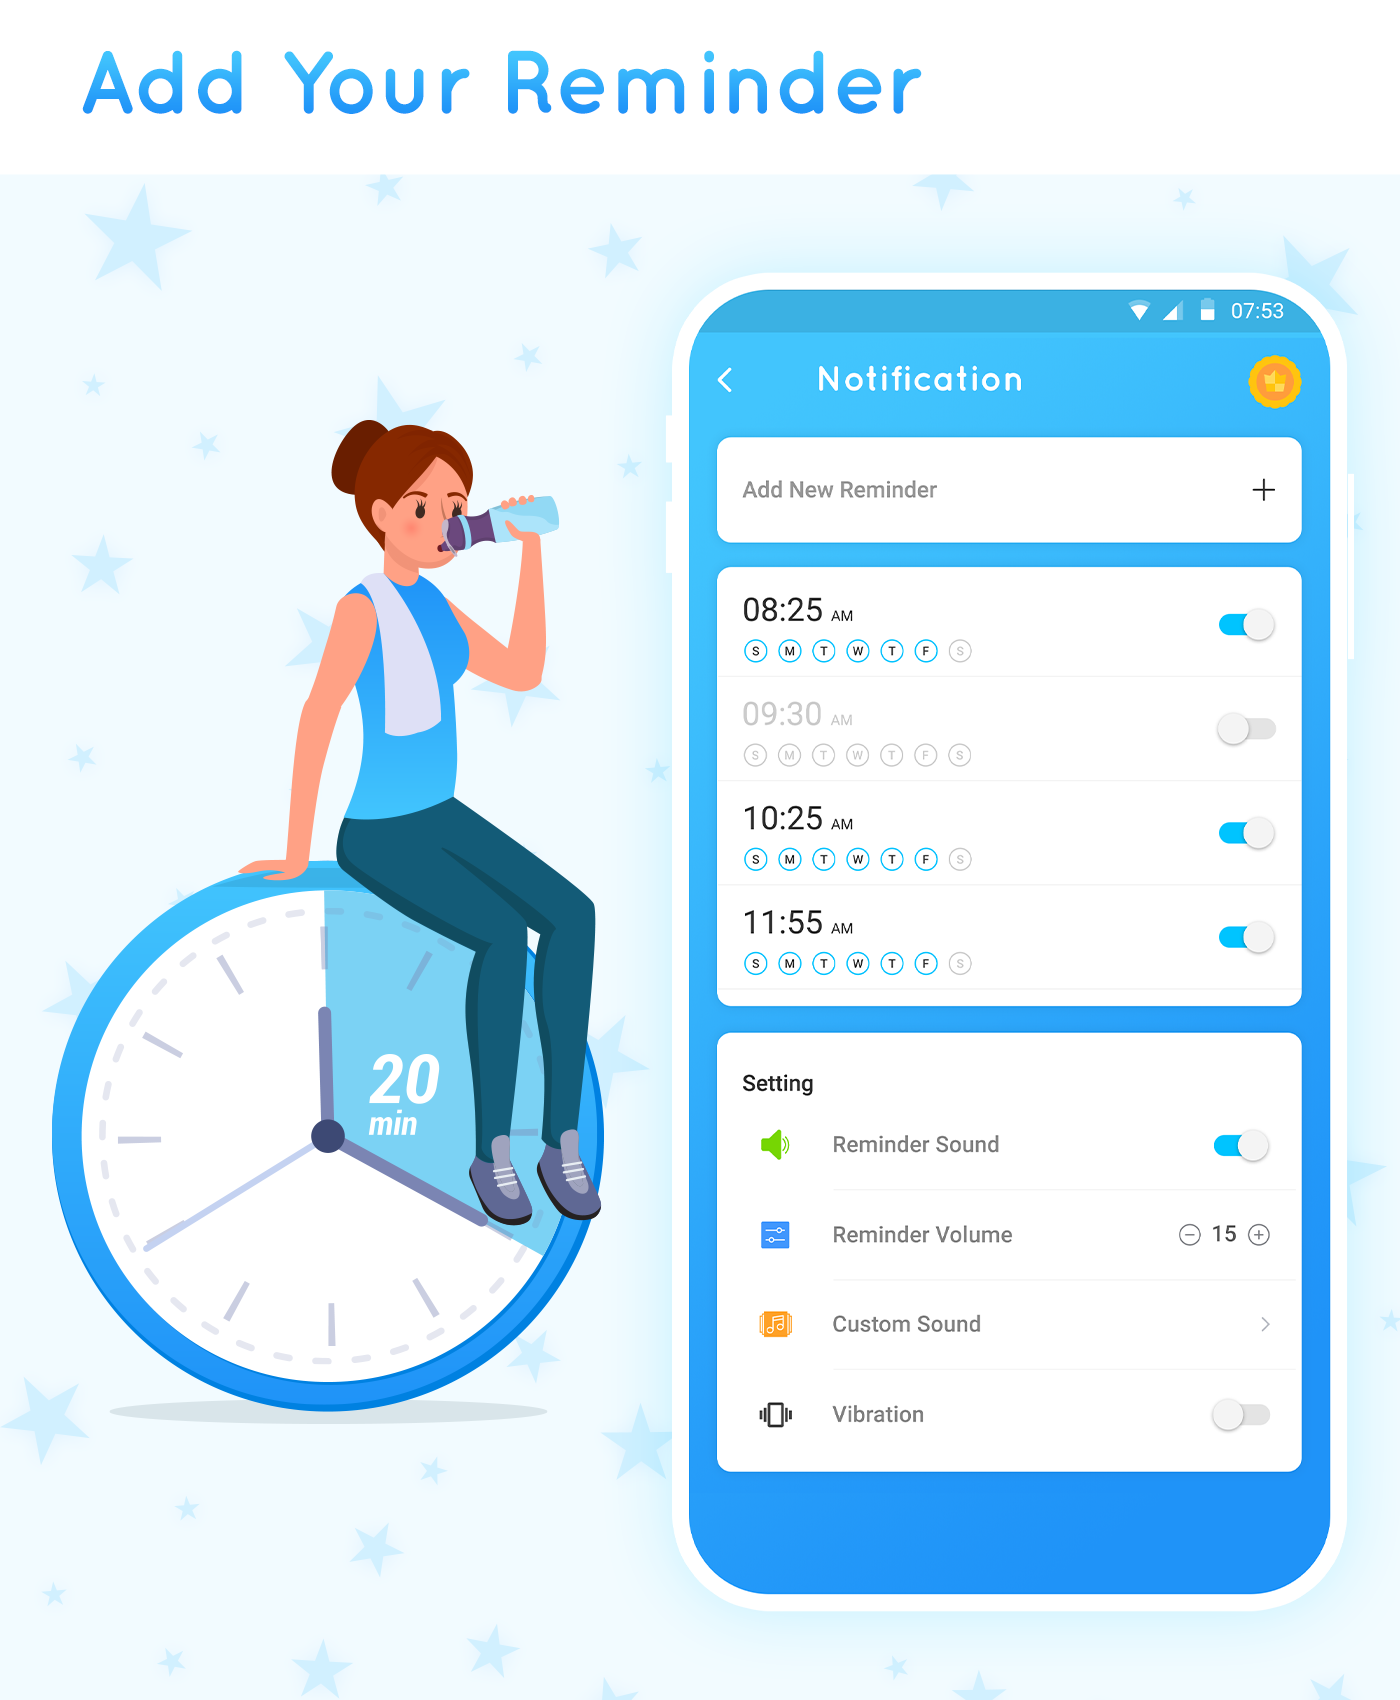 Add Your Reminder
07:53
Notification
Add New Reminder
08:25 AM
S M T W T F S
09:30 AM
S M T W T F S
10:25 AM
S M T W T F S
11:55 AM
S M T W T F S
20
min
Setting
Reminder Sound
Reminder Volume 15
Custom Sound
Vibration